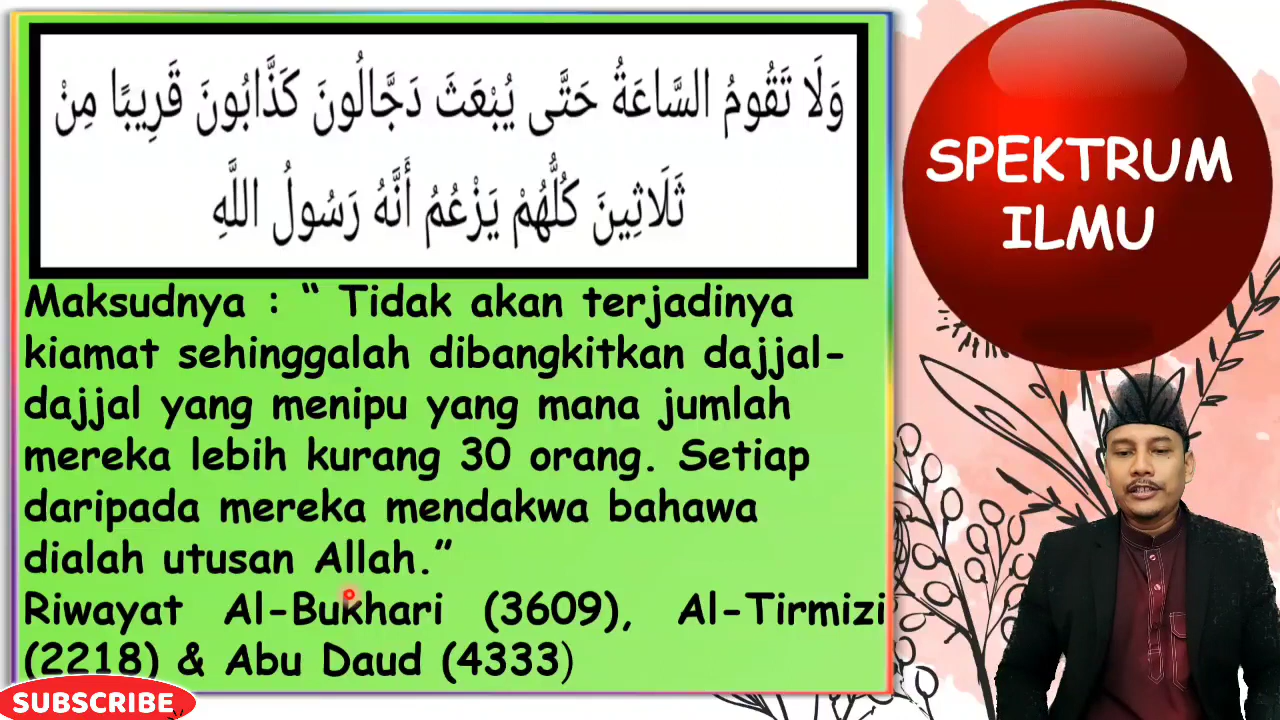 وَلَا تَقُومُ السَّاعَةُ حَتَّى يُبْعَثَ دَجَّالُونَ كَذَّابُونَ قَرِيبًا مِنْ
ثَلَاثِينَ كُلُّهُمْ يَزْعُمُ أَنَّهُ رَسُولُ اللَّهِ
Maksudnya : “ Tidak akan terjadinya
kiamat sehinggalah dibangkitkan dajjal-
dajjal yang menipu yang mana jumlah
mereka lebih kurang 30 orang. Setiap
daripada mereka mendakwa bahawa
dialah utusan Allah.”
Riwayat Al-Bukhari (3609), Al-Tirmizi
(2218) & Abu Daud (4333)
SPEKTRUM
ILMU
SUBSCRIBE